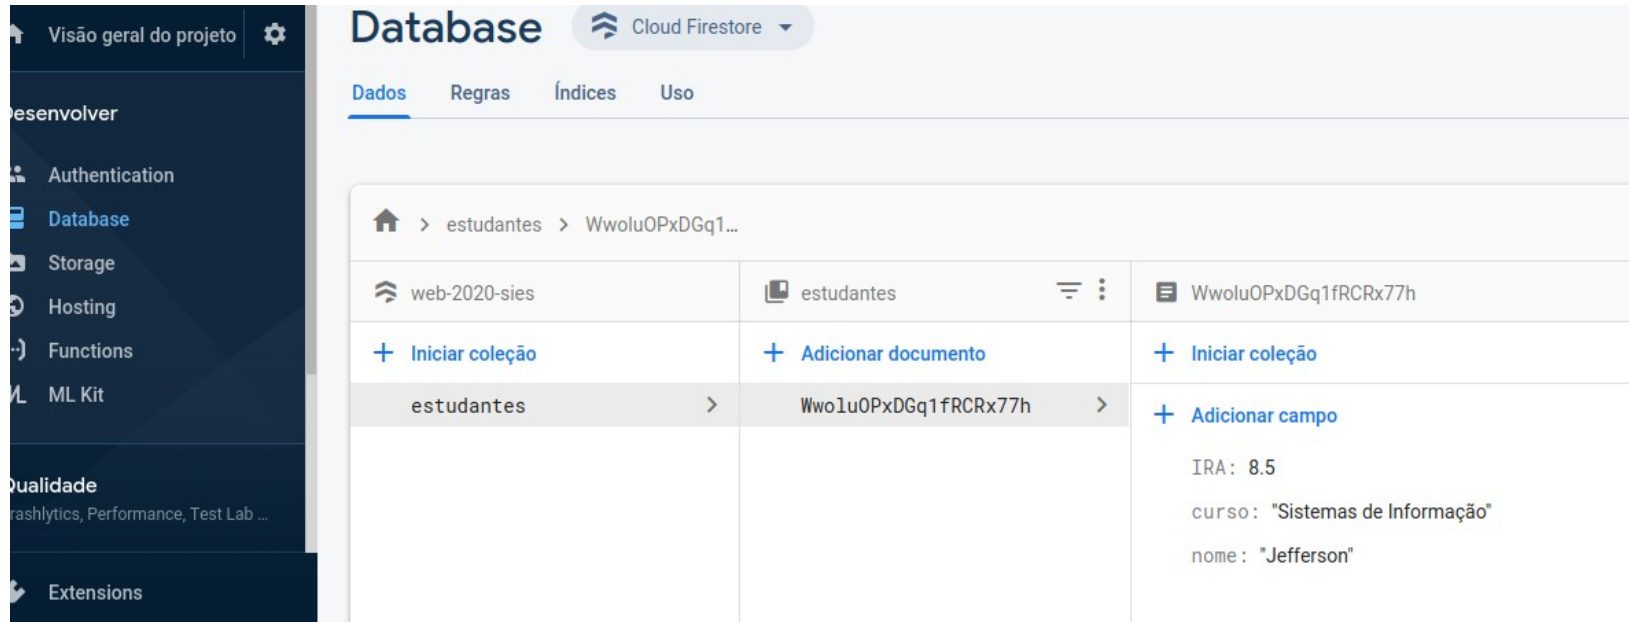 Visão geral do projeto
Desenvolver
Authentication
Database
Storage
Hosting
Functions
ML Kit
Qualidade
rashlytics, Performance, Test Lab ...
Extensions
Database
Cloud Firestore
Dados Regras Índices Uso
estudantes > WwoluOPxDGq1...
web-2020-sies
Iniciar coleção
estudantes
estudantes
Adicionar documento
WwoluOPxDGq1fRCRx77h
WwoluOPxDGq1fRCRx77h
Iniciar coleção
Adicionar campo
IRA: 8.5
curso: "Sistemas de Informação"
nome: "Jefferson"